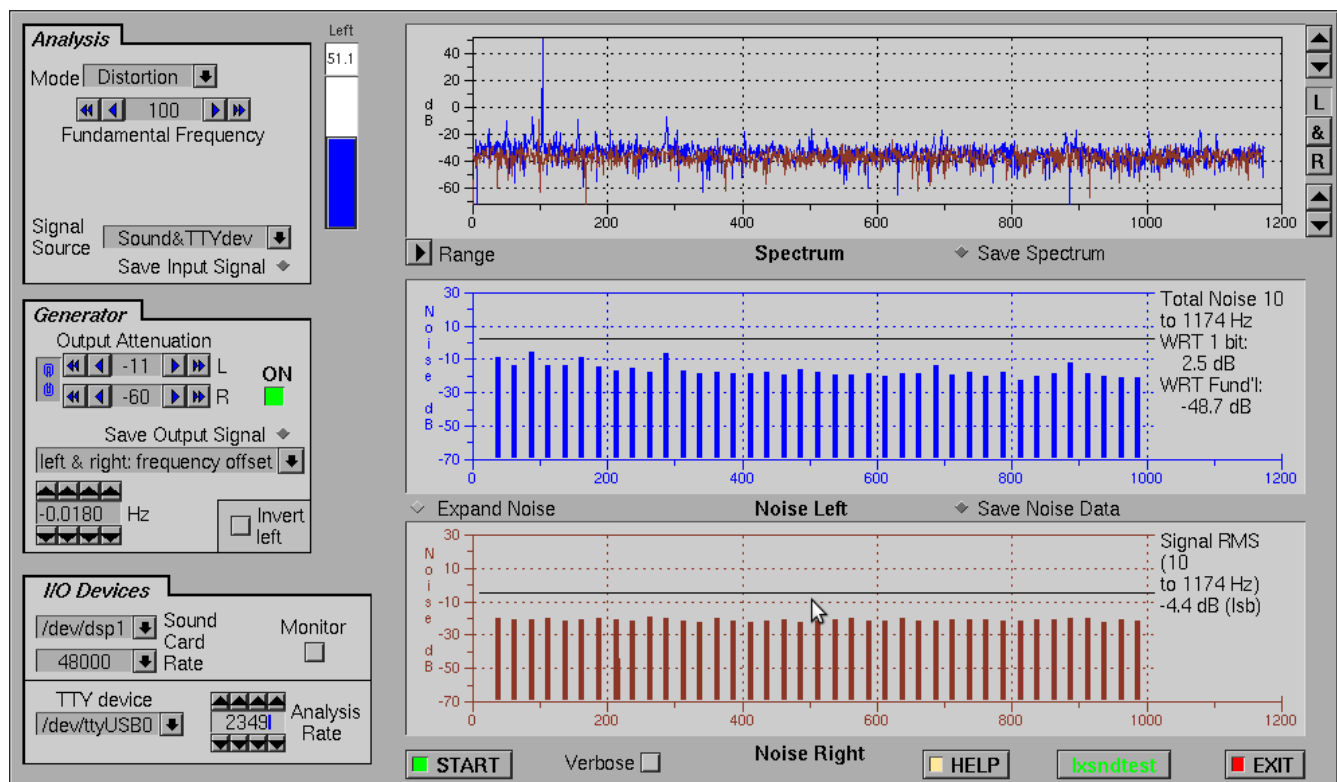 Analysis
Mode Distortion
100
Fundamental Frequency
Signal Source Sound&TTYdev
Save Input Signal
Left
51.1
Generator
Output Attenuation
-11 L
-60 R
ON
Save Output Signal
left & right: frequency offset
-0.0180 Hz
Invert left
I/O Devices
/dev/dsp1 Sound Card
48000 Rate
Monitor
TTY device
/dev/ttyUSB0
2349
Analysis Rate
dB
40
20
0
-20
-40
-60
0 200 400 600 800 1000 1200
L
&
R
Range
Spectrum
Save Spectrum
Noise dB
30
10
-10
-30
-50
-70
0 200 400 600 800 1000 1200
Total Noise 10
to 1174 Hz
WRT 1 bit:
2.5 dB
WRT Fund'l:
-48.7 dB
Expand Noise
Noise Left
Save Noise Data
Noise dB
30
10
-10
-30
-50
-70
0 200 400 600 800 1000 1200
Signal RMS
(10
to 1174 Hz)
-4.4 dB (lsb)
START
Verbose
Noise Right
HELP
lxsndtest
EXIT